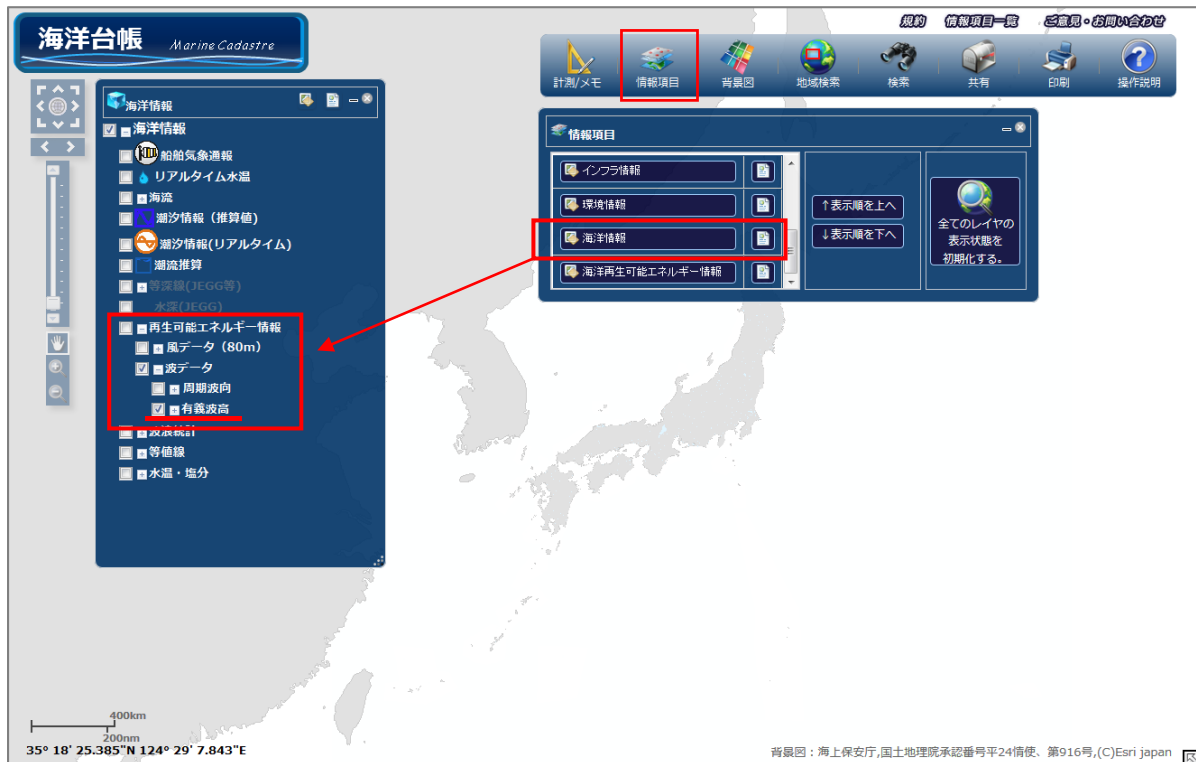 規約 情報項目一覧 ご意見・お問い合わせ
海洋台帳 Marine Cadastre
計測/メモ 情報項目 背景図 地域検索 検索 共有 印刷 操作説明
海洋情報
海洋情報
船舶気象通報
リアルタイム水温
海流
潮汐情報（推算値)
潮汐情報(リアルタイム)
潮流推算
等深線(JEGG等)
水深(JEGG)
再生可能エネルギー情報
風データ（80m）
波データ
周期波向
有義波高
波浪統計
等値線
水温・塩分
情報項目
インフラ情報
環境情報
海洋情報
海洋再生可能エネルギー情報
↑表示順を上へ
↓表示順を下へ
全てのレイヤの
表示状態を
初期化する。
400km
200nm
35° 18' 25.385"N 124° 29' 7.843"E
背景図：海上保安庁,国土地理院承認番号平24情使、第916号,(C)Esri japan